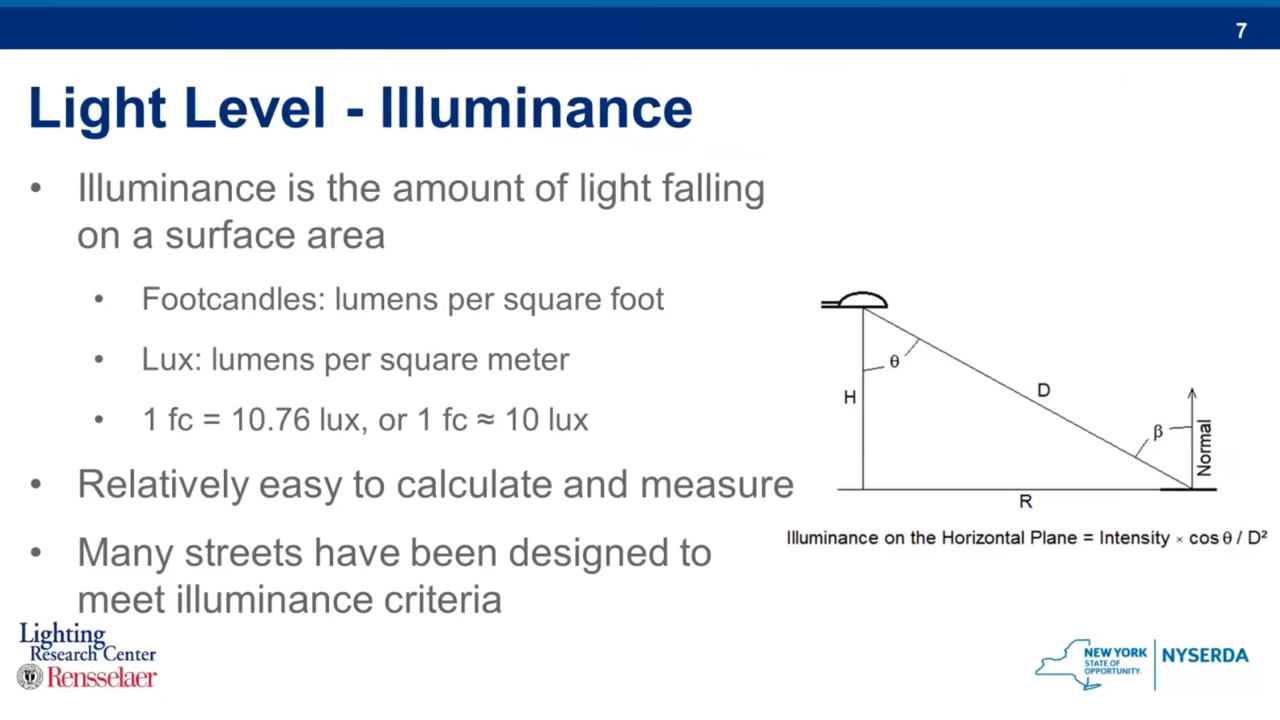 7
Light Level - Illuminance
• Illuminance is the amount of light falling
on a surface area
• Footcandles: lumens per square foot
• Lux: lumens per square meter
• 1 fc = 10.76 lux, or 1 fc ≈ 10 lux
• Relatively easy to calculate and measure
• Many streets have been designed to
meet illuminance criteria
θ
H
D
β
Normal
R
Illuminance on the Horizontal Plane = Intensity × cos θ / D²
Lighting
Research Center
Rensselaer
NEW YORK
STATE OF
OPPORTUNITY.
NYSERDA